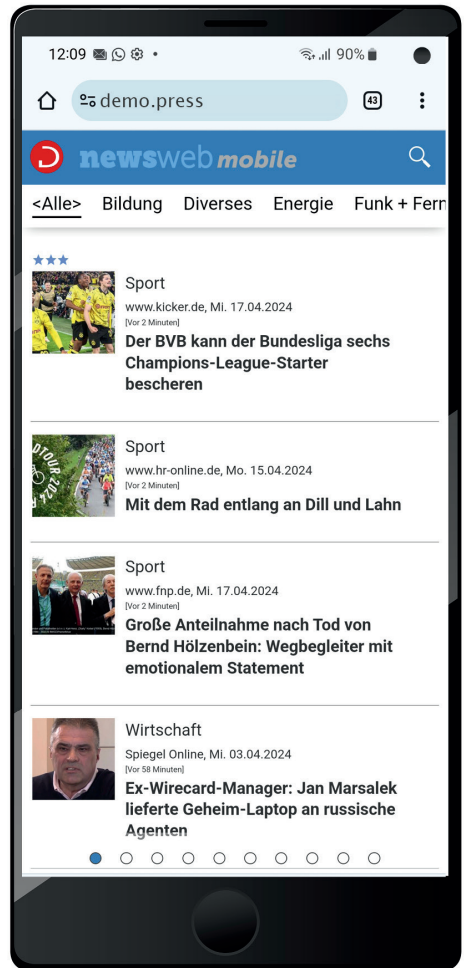 12:09
90%
demo.press
43
D newsweb mobile
<Alle> Bildung Diverses Energie Funk + Fern
Sport
www.kicker.de, Mi. 17.04.2024
[Vor 2 Minuten]
Der BVB kann der Bundesliga sechs
Champions-League-Starter
bescheren
DTOUR 2024
Sport
www.hr-online.de, Mo. 15.04.2024
[Vor 2 Minuten]
Mit dem Rad entlang an Dill und Lahn
Sport
www.fnp.de, Mi. 17.04.2024
[Vor 2 Minuten]
Große Anteilnahme nach Tod von
Bernd Hölzenbein: Wegbegleiter mit
emotionalem Statement
Wirtschaft
Spiegel Online, Mi. 03.04.2024
[Vor 58 Minuten]
Ex-Wirecard-Manager: Jan Marsalek
lieferte Geheim-Laptop an russische
Agenten